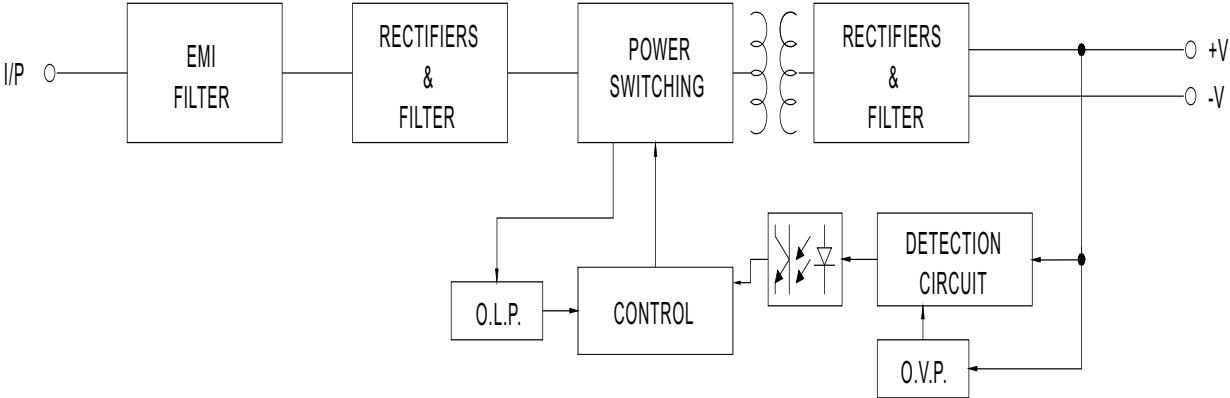 I/P
EMI
FILTER
RECTIFIERS
&
FILTER
POWER
SWITCHING
RECTIFIERS
&
FILTER
+V
-V
O.L.P.
CONTROL
DETECTION
CIRCUIT
O.V.P.